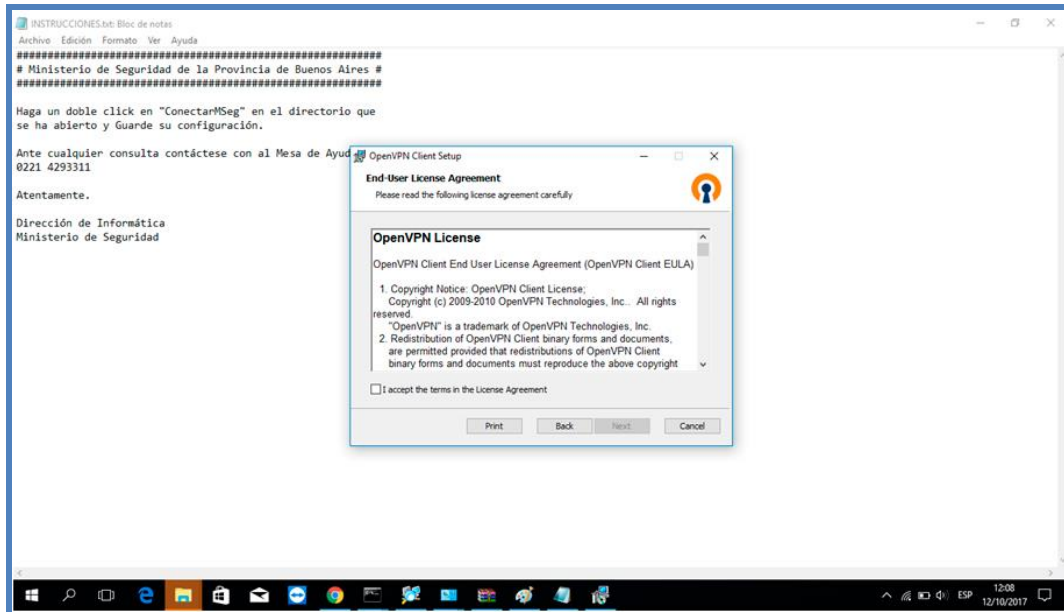 INSTRUCCIONES.txt: Bloc de notas
Archivo Edición Formato Ver Ayuda
###########################################################
# Ministerio de Seguridad de la Provincia de Buenos Aires #
###########################################################
Haga un doble click en "ConectarMSeg" en el directorio que
se ha abierto y Guarde su configuración.
Ante cualquier consulta contáctese con al Mesa de Ayud
0221 4293311
Atentamente.
Dirección de Informática
Ministerio de Seguridad
OpenVPN Client Setup
End-User License Agreement
Please read the following license agreement carefully
OpenVPN License
OpenVPN Client End User License Agreement (OpenVPN Client EULA)
1. Copyright Notice: OpenVPN Client License;
Copyright (c) 2009-2010 OpenVPN Technologies, Inc.. All rights
reserved.
"OpenVPN" is a trademark of OpenVPN Technologies, Inc.
2. Redistribution of OpenVPN Client binary forms and documents,
are permitted provided that redistributions of OpenVPN Client
binary forms and documents must reproduce the above copyright
I accept the terms in the License Agreement
Print Back Next Cancel
ESP
12:08
12/10/2017